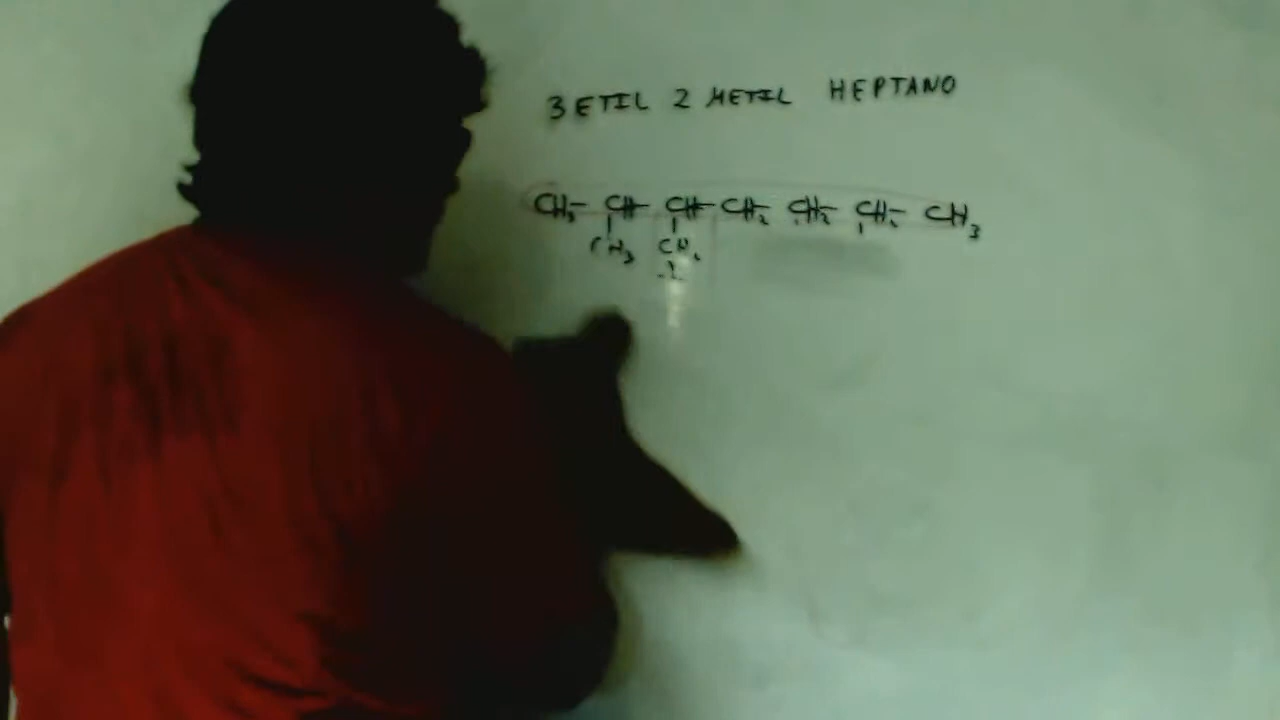 3 ETIL 2 METIL HEPTANO
CH3- CH- CH- CH2- CH2- CH2- CH3
CH3 CH2